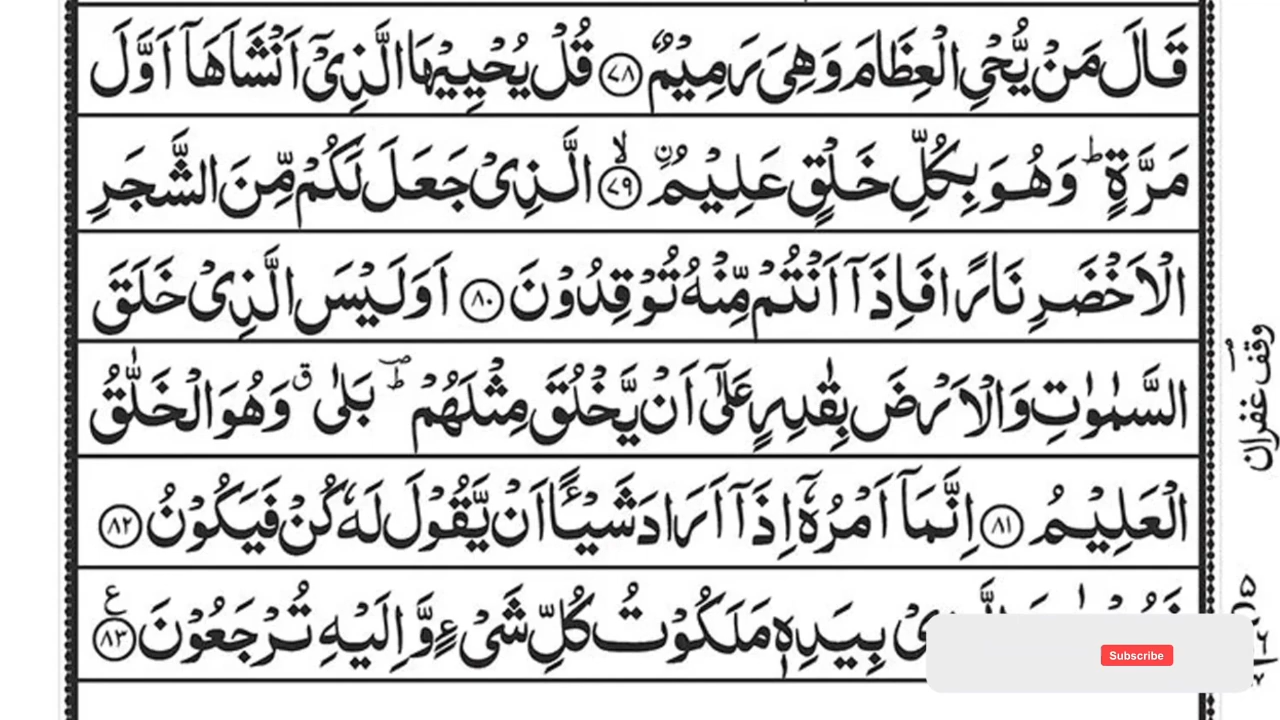 قَالَ مَنْ يُّحْيِ الْعِظَامَ وَهِىَ رَمِيْمٌ ﴿۷۸﴾ قُلْ يُحْيِيْهَا الَّذِىْۤ اَنْشَاَهَاۤ اَوَّلَ
مَرَّةٍ ؕ وَهُوَ بِكُلِّ خَلْقٍ عَلِيْمُ ۨ ۙ ﴿۷۹﴾ الَّذِىْ جَعَلَ لَكُمْ مِّنَ الشَّجَرِ
الْاَخْضَرِ نَارًا فَاِذَاۤ اَنْتُمْ مِّنْهُ تُوْقِدُوْنَ ﴿۸۰﴾ اَوَلَيْسَ الَّذِىْ خَلَقَ
السَّمٰوٰتِ وَالْاَرْضَ بِقٰدِرٍ عَلٰۤى اَنْ يَّخْلُقَ مِثْلَهُمْ ؕؔ بَلٰى ۗ وَهُوَ الْخَلّٰقُ
الْعَلِيْمُ ﴿۸۱﴾ اِنَّمَاۤ اَمْرُهٗۤ اِذَاۤ اَرَادَ شَيْـًٔا اَنْ يَّقُوْلَ لَهٗ كُنْ فَيَكُوْنُ ﴿۸۲﴾
بِيَدِهٖ مَلَكُوْتُ كُلِّ شَىْءٍ وَّاِلَيْهِ تُرْجَعُوْنَ ﴿۸۳﴾ ع
وقف غفران
Subscribe